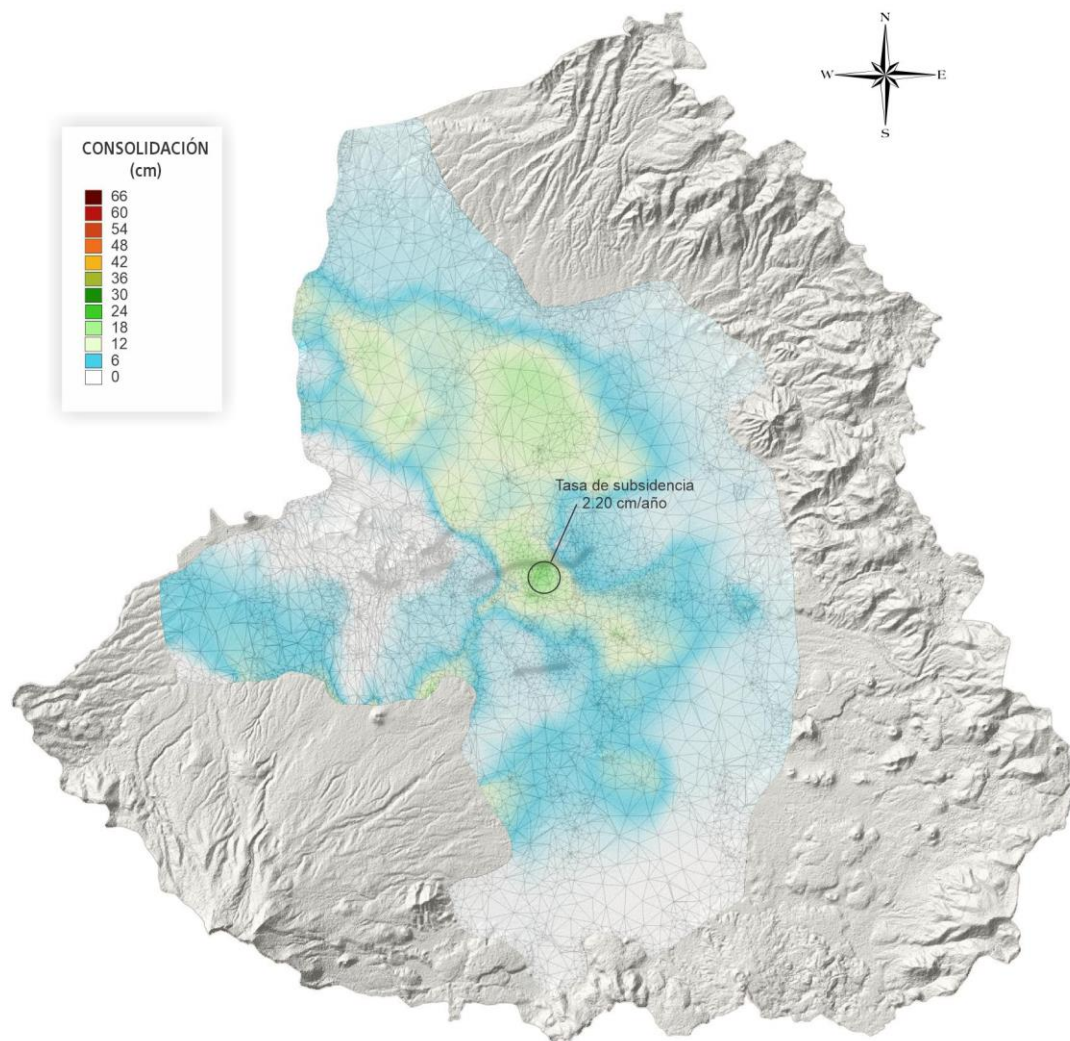 N
W
E
S
CONSOLIDACIÓN
(cm)
66
60
54
48
42
36
30
24
18
12
6
0
Tasa de subsidencia
2.20 cm/año